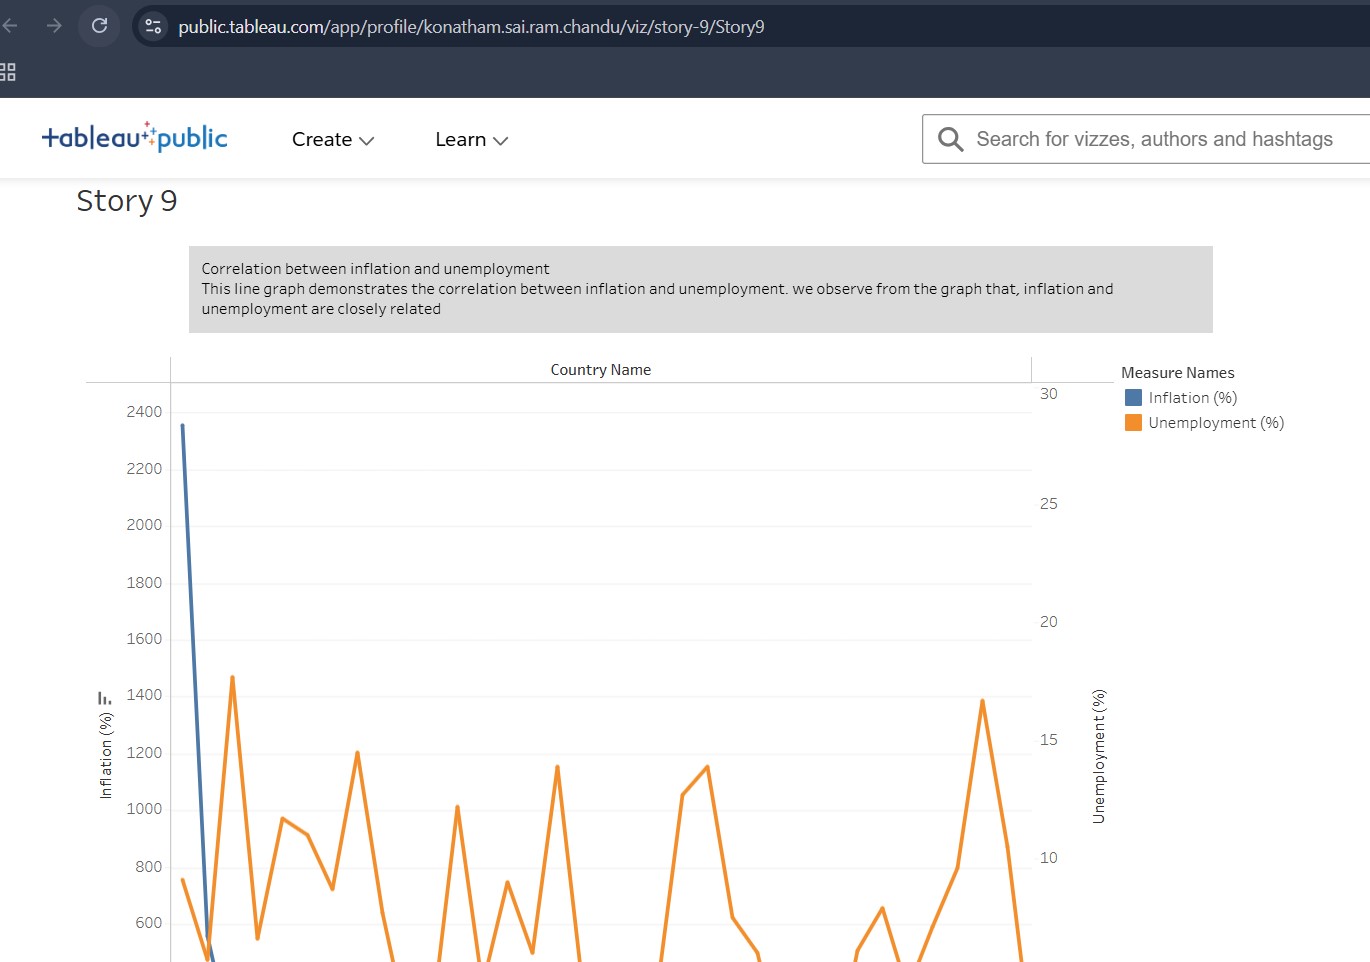 public.tableau.com/app/profile/konatham.sai.ram.chandu/viz/story-9/Story9
tableau public
Create
Learn
Search for vizzes, authors and hashtags
Story 9
Correlation between inflation and unemployment
This line graph demonstrates the correlation between inflation and unemployment. we observe from the graph that, inflation and
unemployment are closely related
Country Name
Measure Names
Inflation (%)
Unemployment (%)
2400
2200
2000
1800
1600
1400
1200
1000
800
600
Inflation (%)
30
25
20
15
10
Unemployment (%)